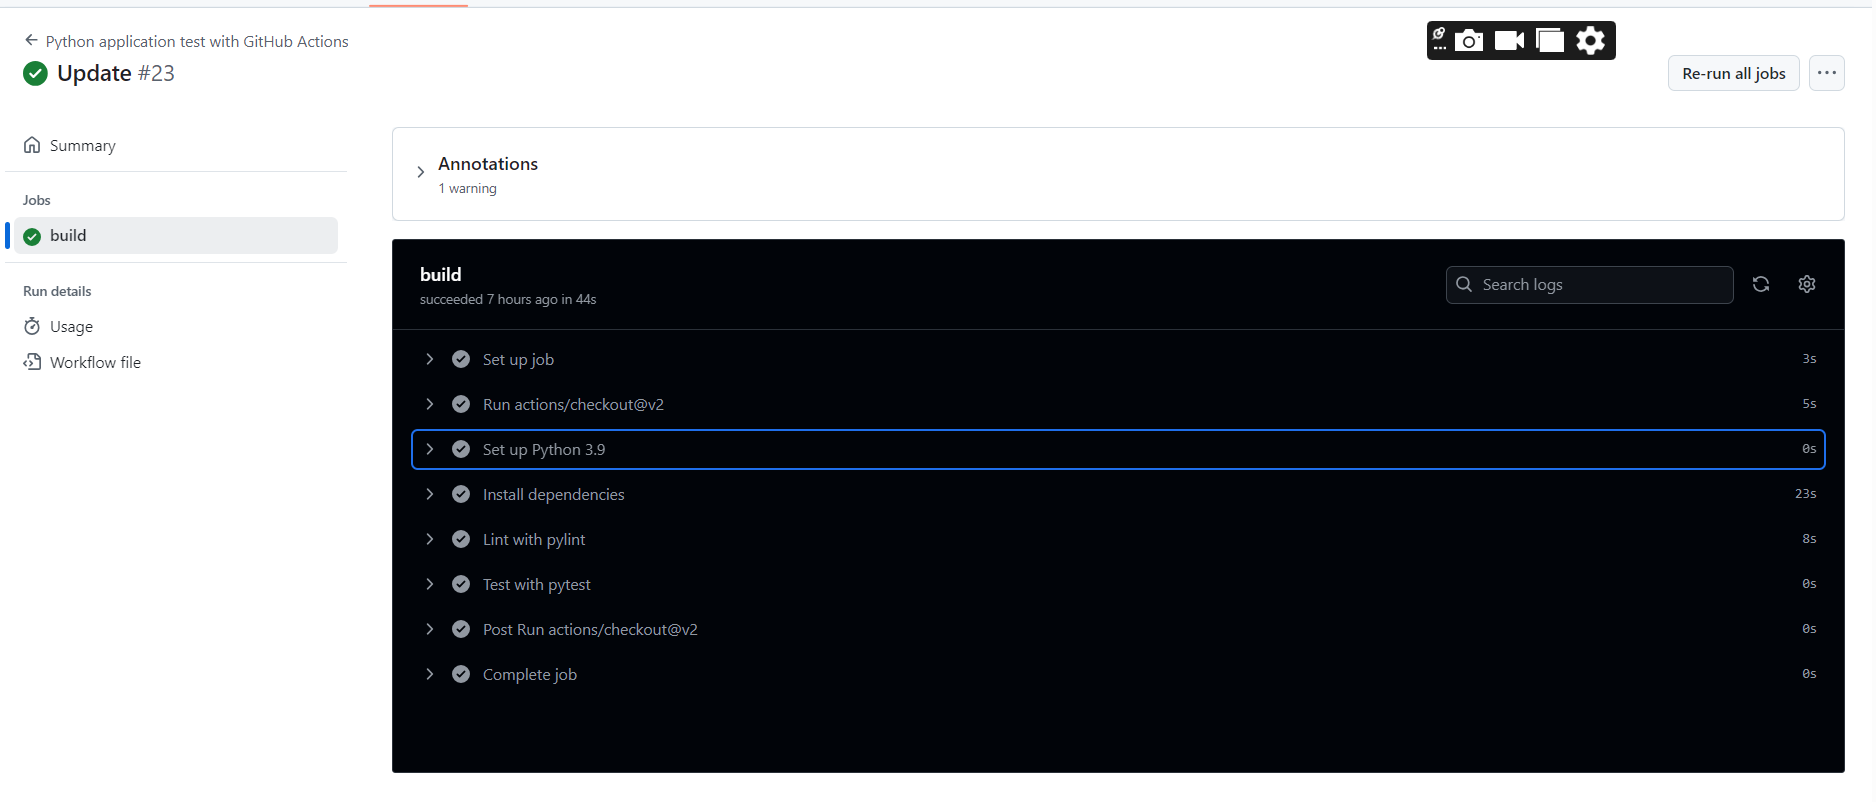 Python application test with GitHub Actions
Update #23
Re-run all jobs
Summary
Jobs
build
Run details
Usage
Workflow file
Annotations
1 warning
build
succeeded 7 hours ago in 44s
Search logs
Set up job 3s
Run actions/checkout@v2 5s
Set up Python 3.9 0s
Install dependencies 23s
Lint with pylint 8s
Test with pytest 0s
Post Run actions/checkout@v2 0s
Complete job 0s